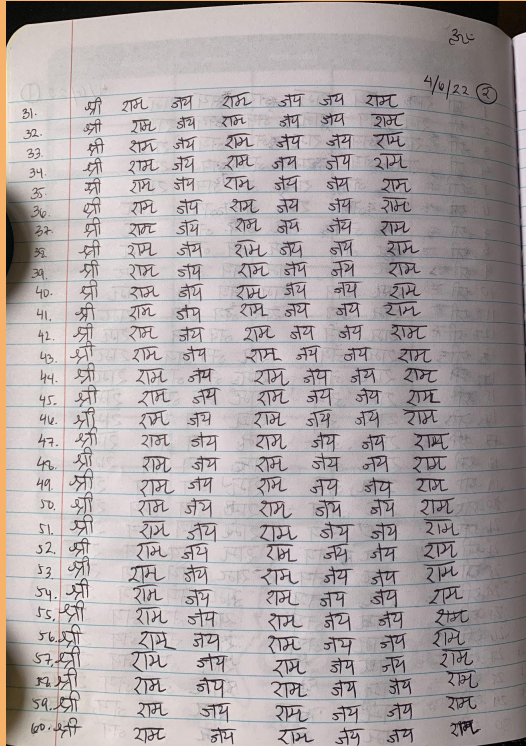 ॐ
4/6/22 २
31. श्री राम जय राम जय जय राम
32. श्री राम जय राम जय जय राम
33. श्री राम जय राम जय जय राम
34. श्री राम जय राम जय जय राम
35. श्री राम जय राम जय जय राम
36. श्री राम जय राम जय जय राम
37. श्री राम जय राम जय जय राम
38. श्री राम जय राम जय जय राम
39. श्री राम जय राम जय जय राम
40. श्री राम जय राम जय जय राम
41. श्री राम जय राम जय जय राम
42. श्री राम जय राम जय जय राम
43. श्री राम जय राम जय जय राम
44. श्री राम जय राम जय जय राम
45. श्री राम जय राम जय जय राम
46. श्री राम जय राम जय जय राम
47. श्री राम जय राम जय जय राम
48. श्री राम जय राम जय जय राम
49. श्री राम जय राम जय जय राम
50. श्री राम जय राम जय जय राम
51. श्री राम जय राम जय जय राम
52. श्री राम जय राम जय जय राम
53. श्री राम जय राम जय जय राम
54. श्री राम जय राम जय जय राम
55. श्री राम जय राम जय जय राम
56. श्री राम जय राम जय जय राम
57. श्री राम जय राम जय जय राम
58. श्री राम जय राम जय जय राम
59. श्री राम जय राम जय जय राम
60. श्री राम जय राम जय जय राम